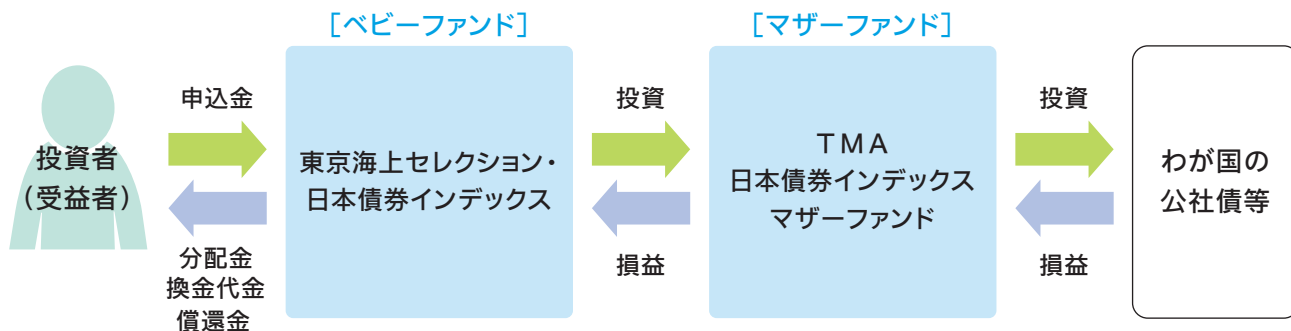 ［ベビーファンド］
［マザーファンド］
投資者
（受益者）
申込金
分配金
換金代金
償還金
東京海上セレクション・
日本債券インデックス
投資
損益
ＴＭＡ
日本債券インデックス
マザーファンド
投資
損益
わが国の
公社債等